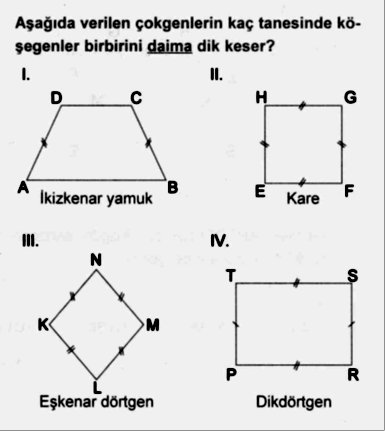 Aşağıda verilen çokgenlerin kaç tanesinde kö-
şegenler birbirini daima dik keser?
I.
D C
A B
İkizkenar yamuk
II.
H G
E F
Kare
III.
N
K M
L
Eşkenar dörtgen
IV.
T S
P R
Dikdörtgen